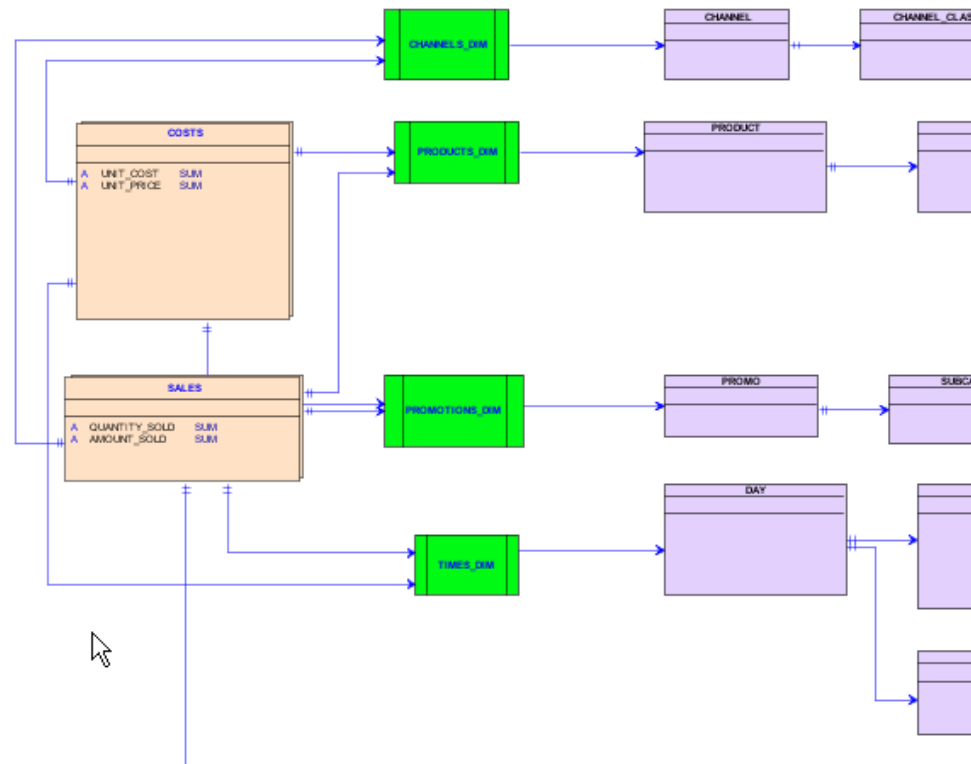 CHANNELS_DIM
CHANNEL
CHANNEL_CLAS
COSTS
A UNIT_COST SUM
A UNIT_PRICE SUM
PRODUCTS_DIM
PRODUCT
SALES
A QUANTITY_SOLD SUM
A AMOUNT_SOLD SUM
PROMOTIONS_DIM
PROMO
SUBCA
DAY
TIMES_DIM